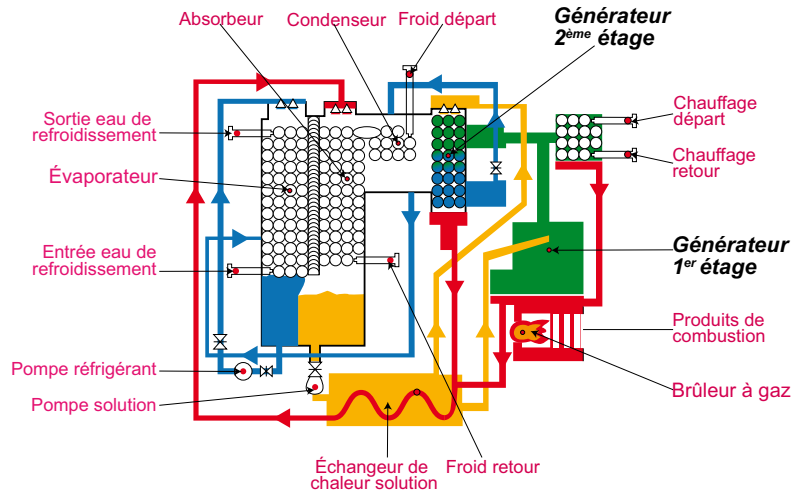 Absorbeur
Condenseur
Froid départ
Générateur
2ème étage
Sortie eau de
refroidissement
Chauffage
départ
Chauffage
retour
Évaporateur
Entrée eau de
refroidissement
Générateur
1er étage
Produits de
combustion
Pompe réfrigérant
Brûleur à gaz
Pompe solution
Échangeur de
chaleur solution
Froid retour